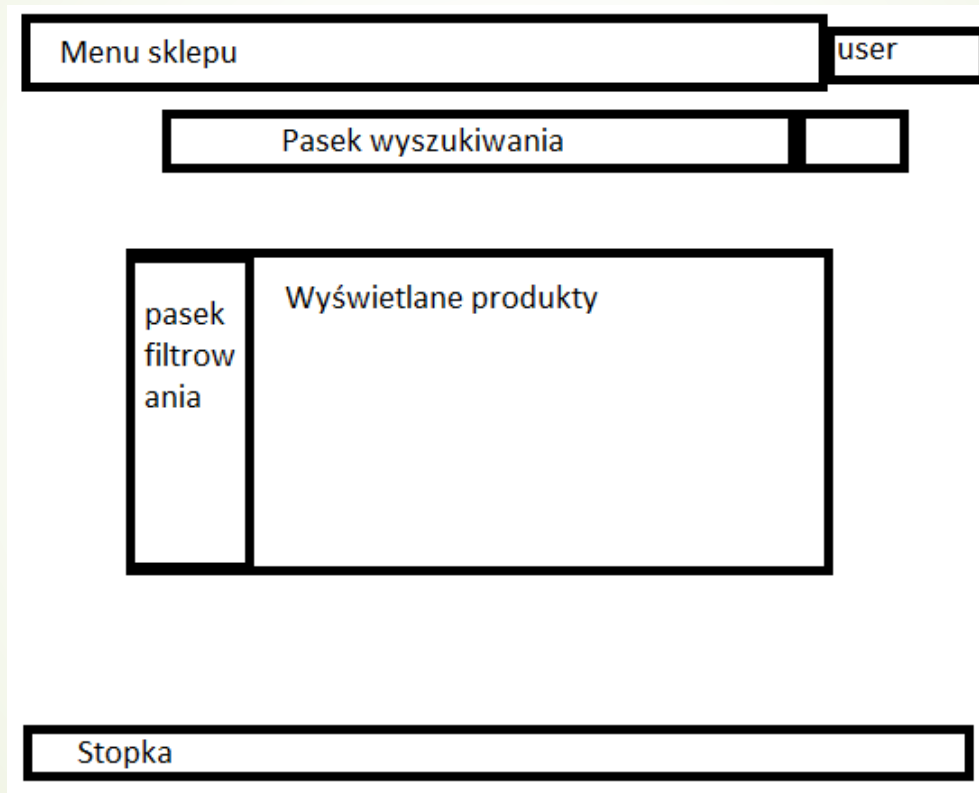 Menu sklepu
user
Pasek wyszukiwania
pasek
filtrow
ania
Wyświetlane produkty
Stopka